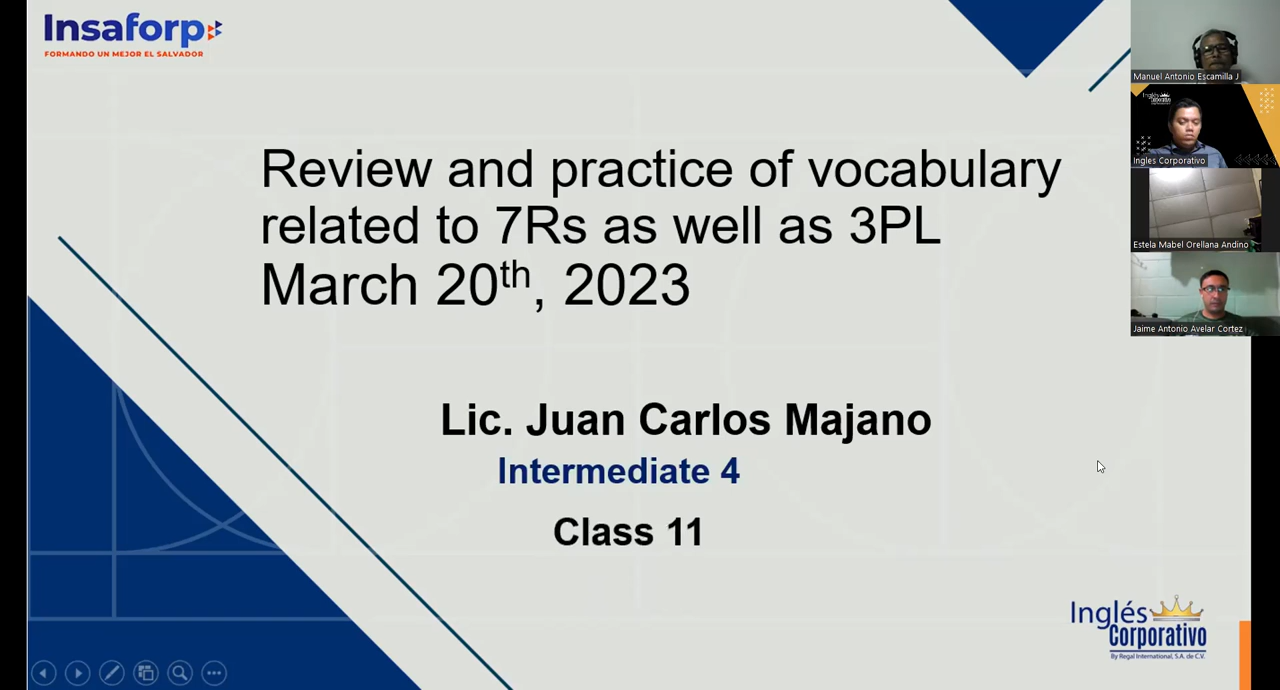 Insaforp
FORMANDO UN MEJOR EL SALVADOR
Review and practice of vocabulary
related to 7Rs as well as 3PL
March 20th, 2023
Lic. Juan Carlos Majano
Intermediate 4
Class 11
Inglés
Corporativo
By Regal International, S.A. de C.V.
Manuel Antonio Escamilla J
Inglés
Corporativo
Ingles Corporativo
Estela Mabel Orellana Andino
Jaime Antonio Avelar Cortez